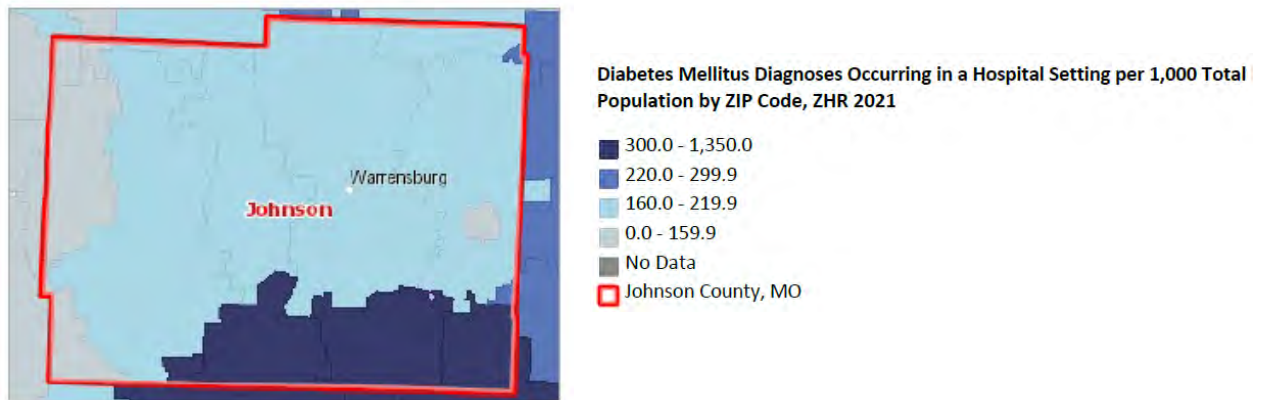 Warrensburg
Johnson
Diabetes Mellitus Diagnoses Occurring in a Hospital Setting per 1,000 Total
Population by ZIP Code, ZHR 2021
300.0 - 1,350.0
220.0 - 299.9
160.0 - 219.9
0.0 - 159.9
No Data
Johnson County, MO